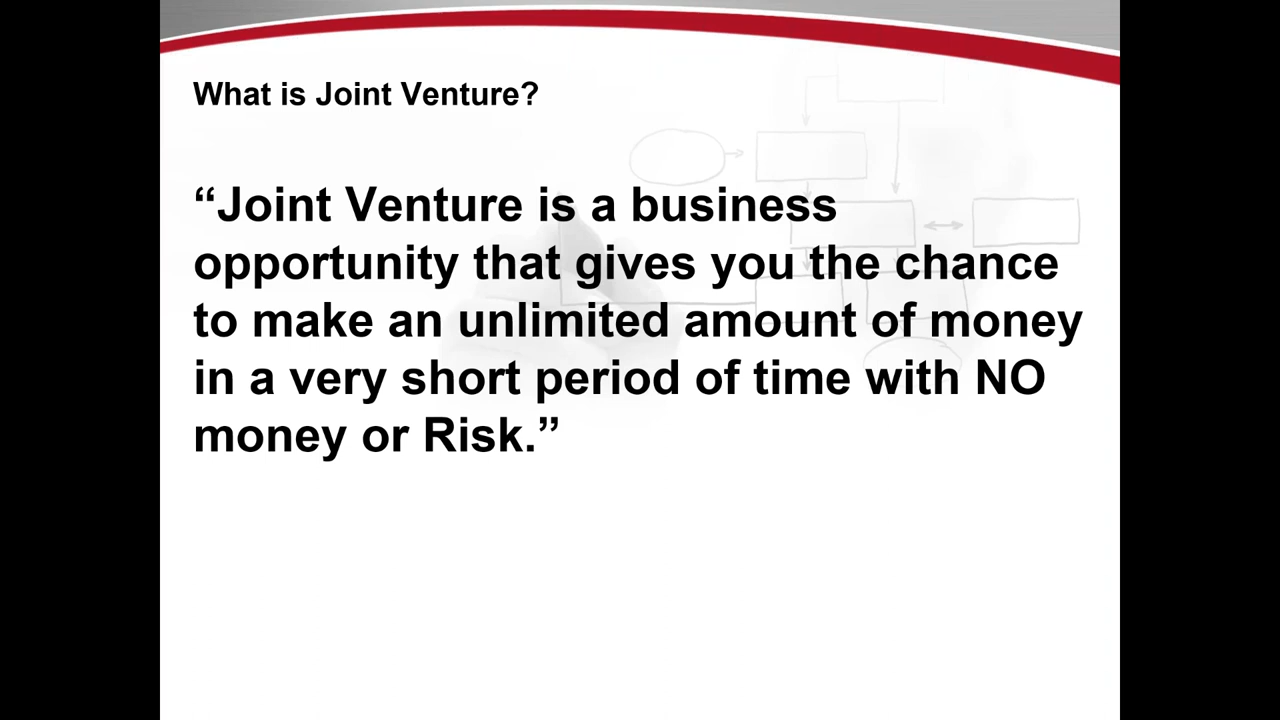 What is Joint Venture?
“Joint Venture is a business
opportunity that gives you the chance
to make an unlimited amount of money
in a very short period of time with NO
money or Risk.”